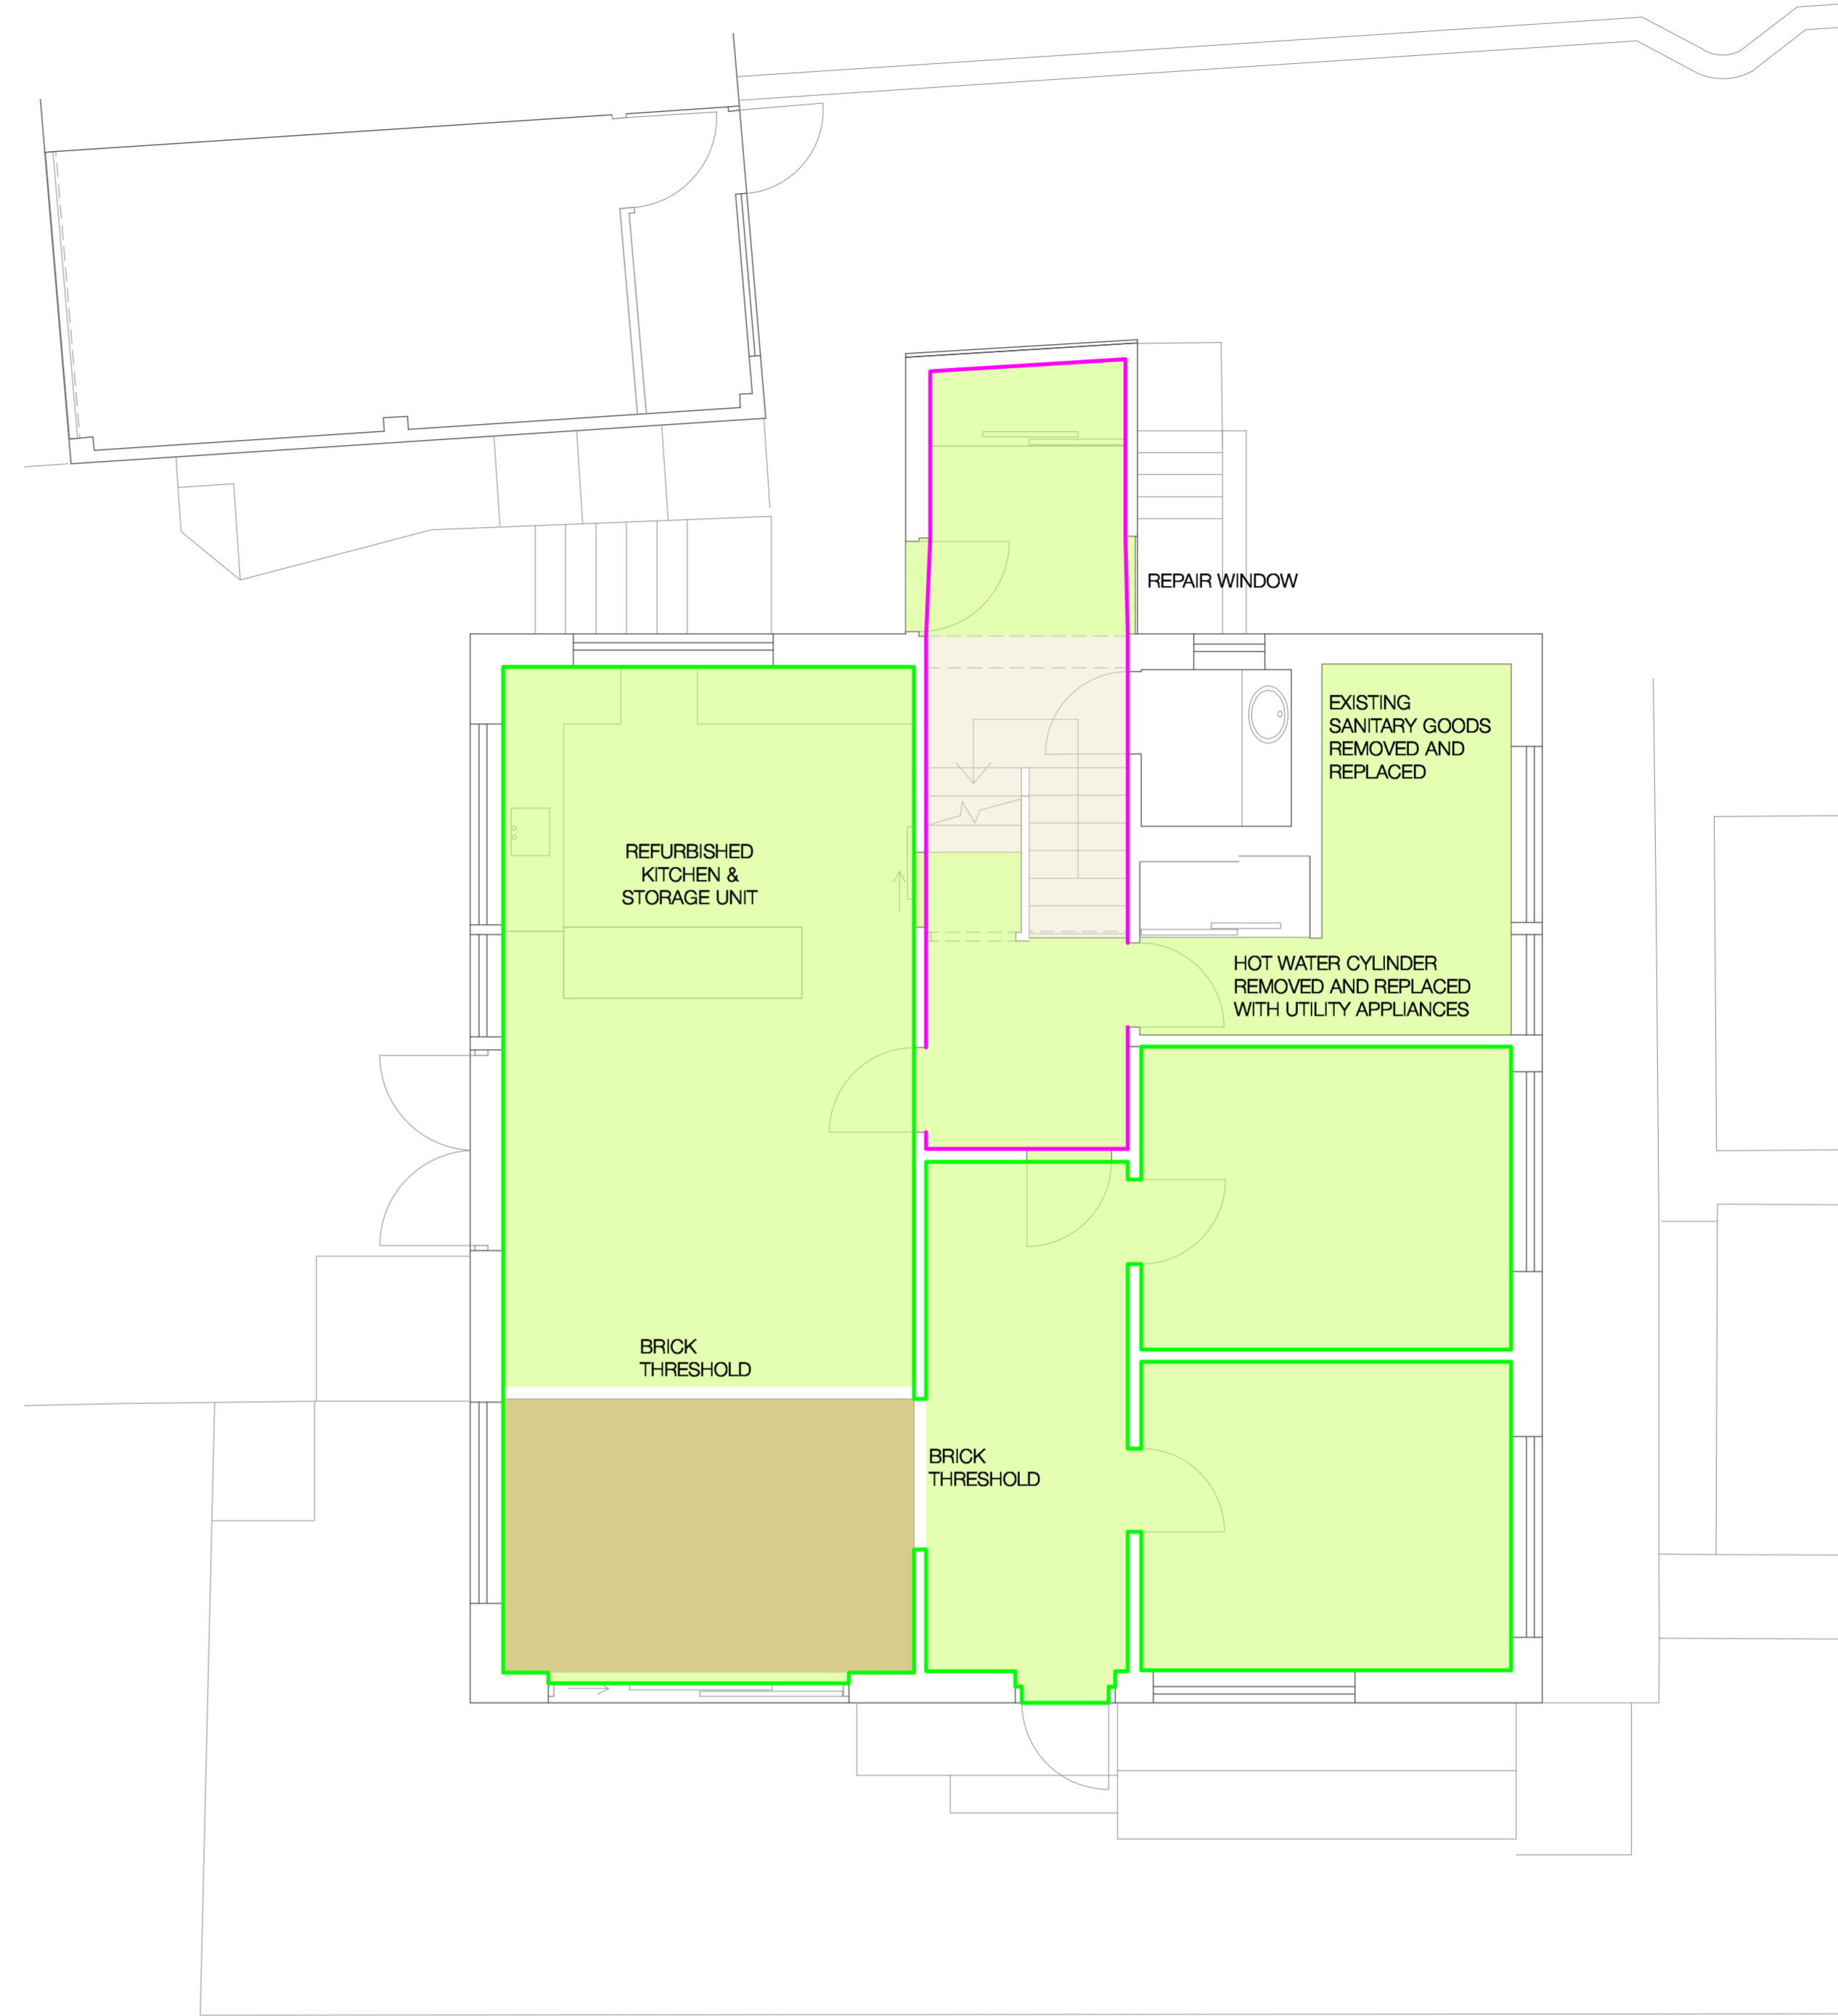 REPAIR WINDOW
EXISTING
SANITARY GOODS
REMOVED AND
REPLACED
REFURBISHED
KITCHEN &
STORAGE UNIT
HOT WATER CYLINDER
REMOVED AND REPLACED
WITH UTILITY APPLIANCES
BRICK
THRESHOLD
BRICK
THRESHOLD